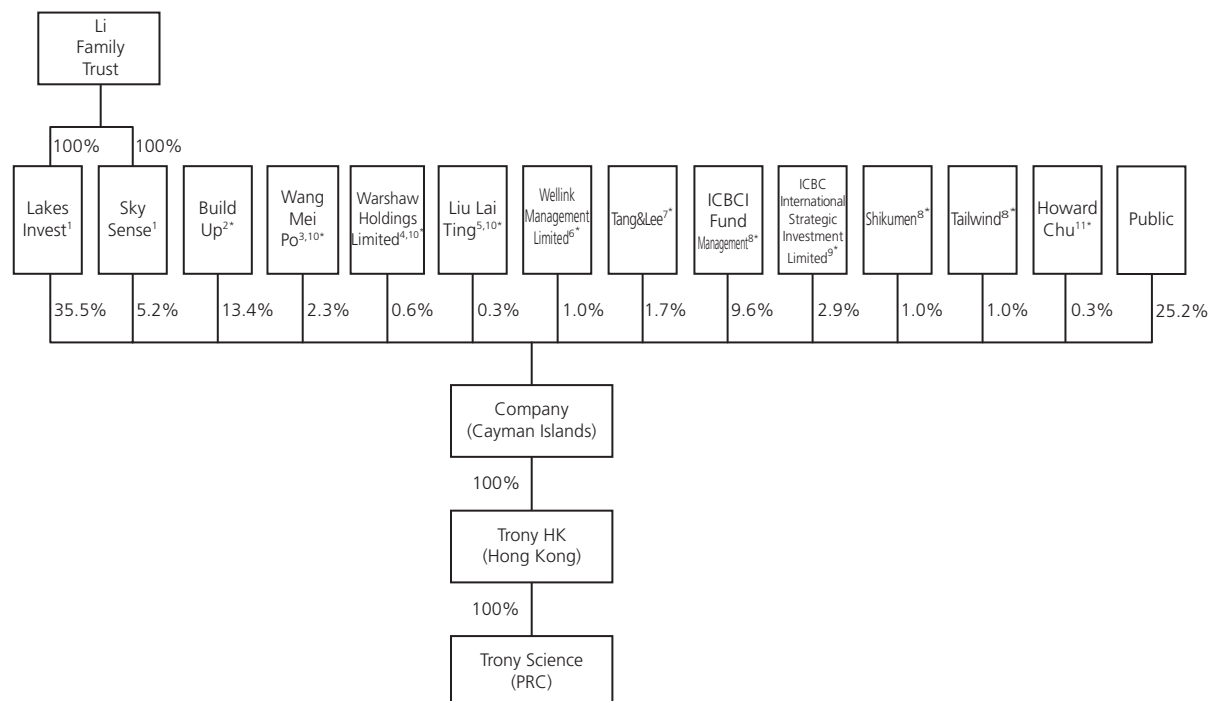 Li
Family
Trust
100%
100%
Lakes
Invest1
Sky
Sense1
Build
Up2*
Wang
Mei
Po3,10*
Warshaw
Holdings
Limited4,10*
Liu Lai
Ting5,10*
Wellink
Management
Limited6*
Tang&Lee7*
ICBCI
Fund
Management8*
ICBC
International
Strategic
Investment
Limited9*
Shikumen8*
Tailwind8*
Howard
Chu11*
Public
35.5%
5.2%
13.4%
2.3%
0.6%
0.3%
1.0%
1.7%
9.6%
2.9%
1.0%
1.0%
0.3%
25.2%
Company
(Cayman Islands)
100%
Trony HK
(Hong Kong)
100%
Trony Science
(PRC)